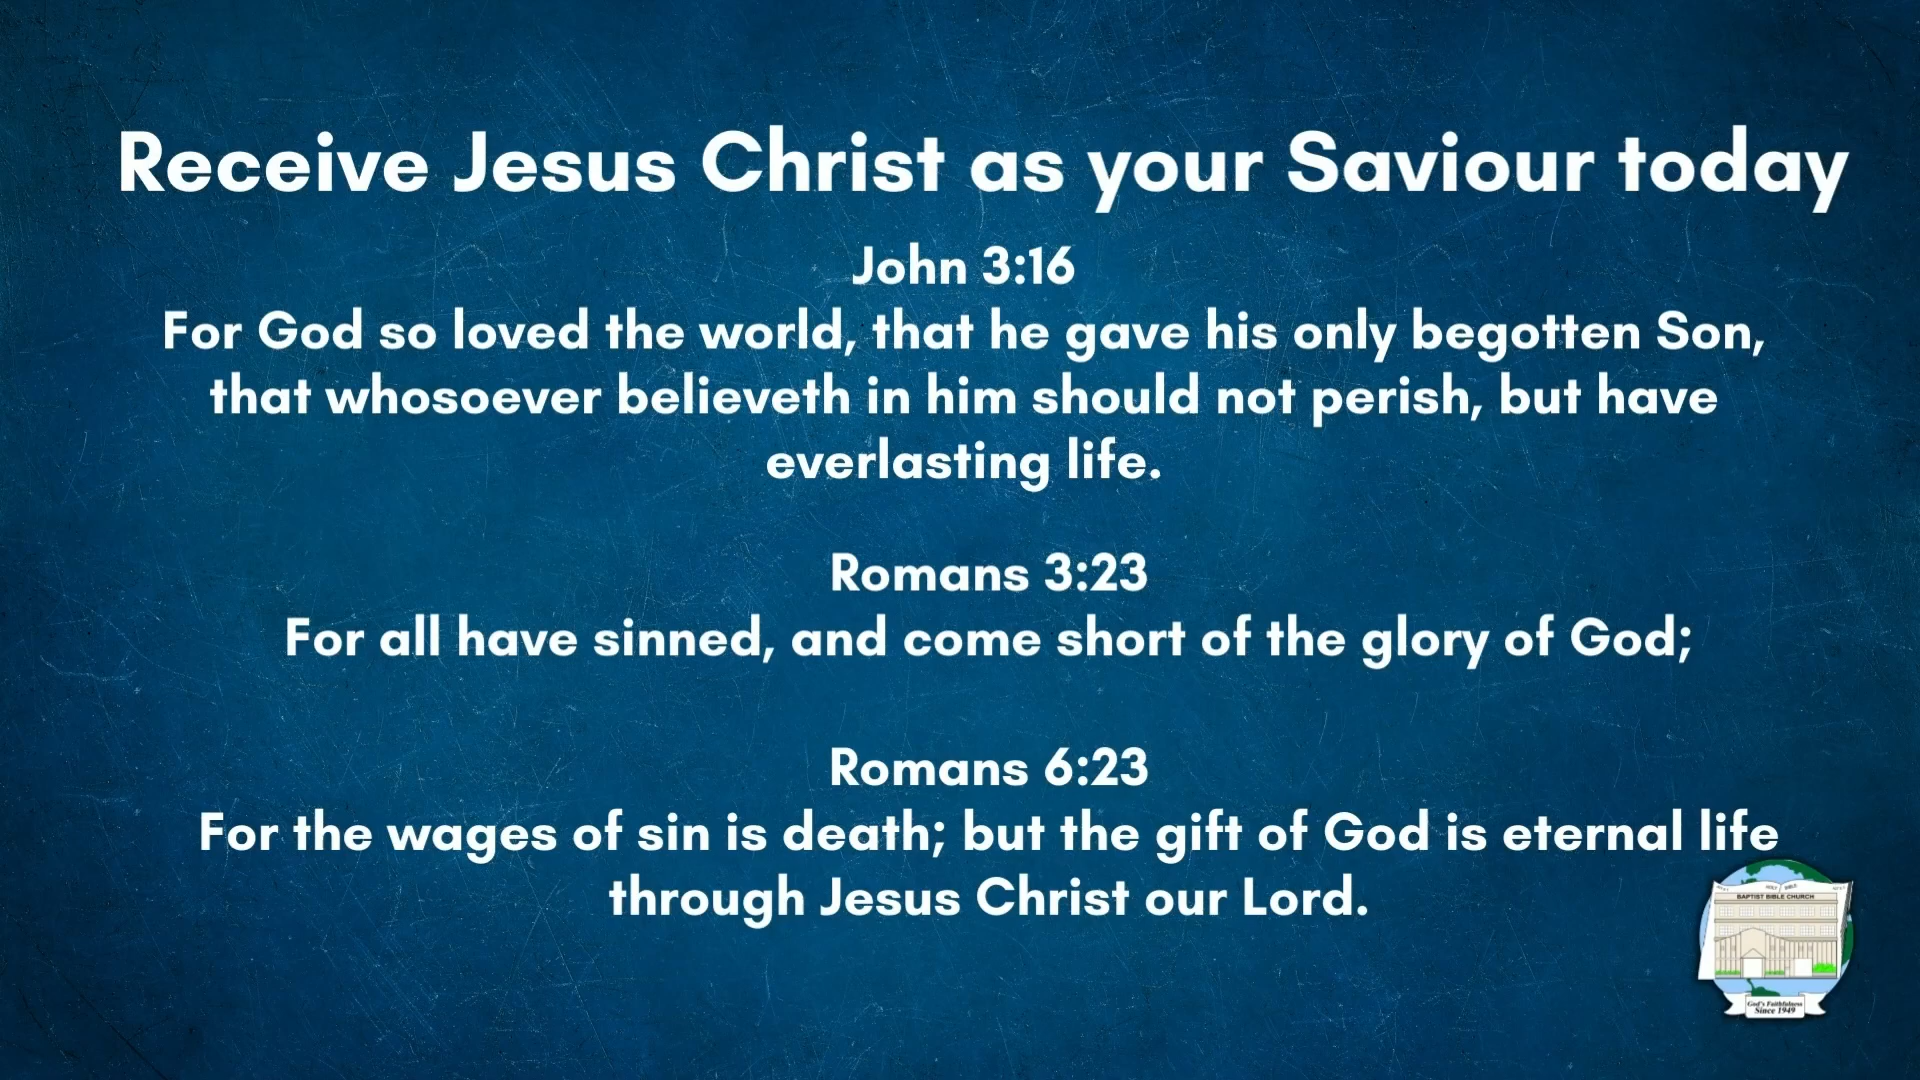 Receive Jesus Christ as your Saviour today
John 3:16
For God so loved the world, that he gave his only begotten Son,
that whosoever believeth in him should not perish, but have
everlasting life.
Romans 3:23
For all have sinned, and come short of the glory of God;
Romans 6:23
For the wages of sin is death; but the gift of God is eternal life
through Jesus Christ our Lord.
HOLY BIBLE
BAPTIST BIBLE CHURCH
God's Faithfulness
Since 1949